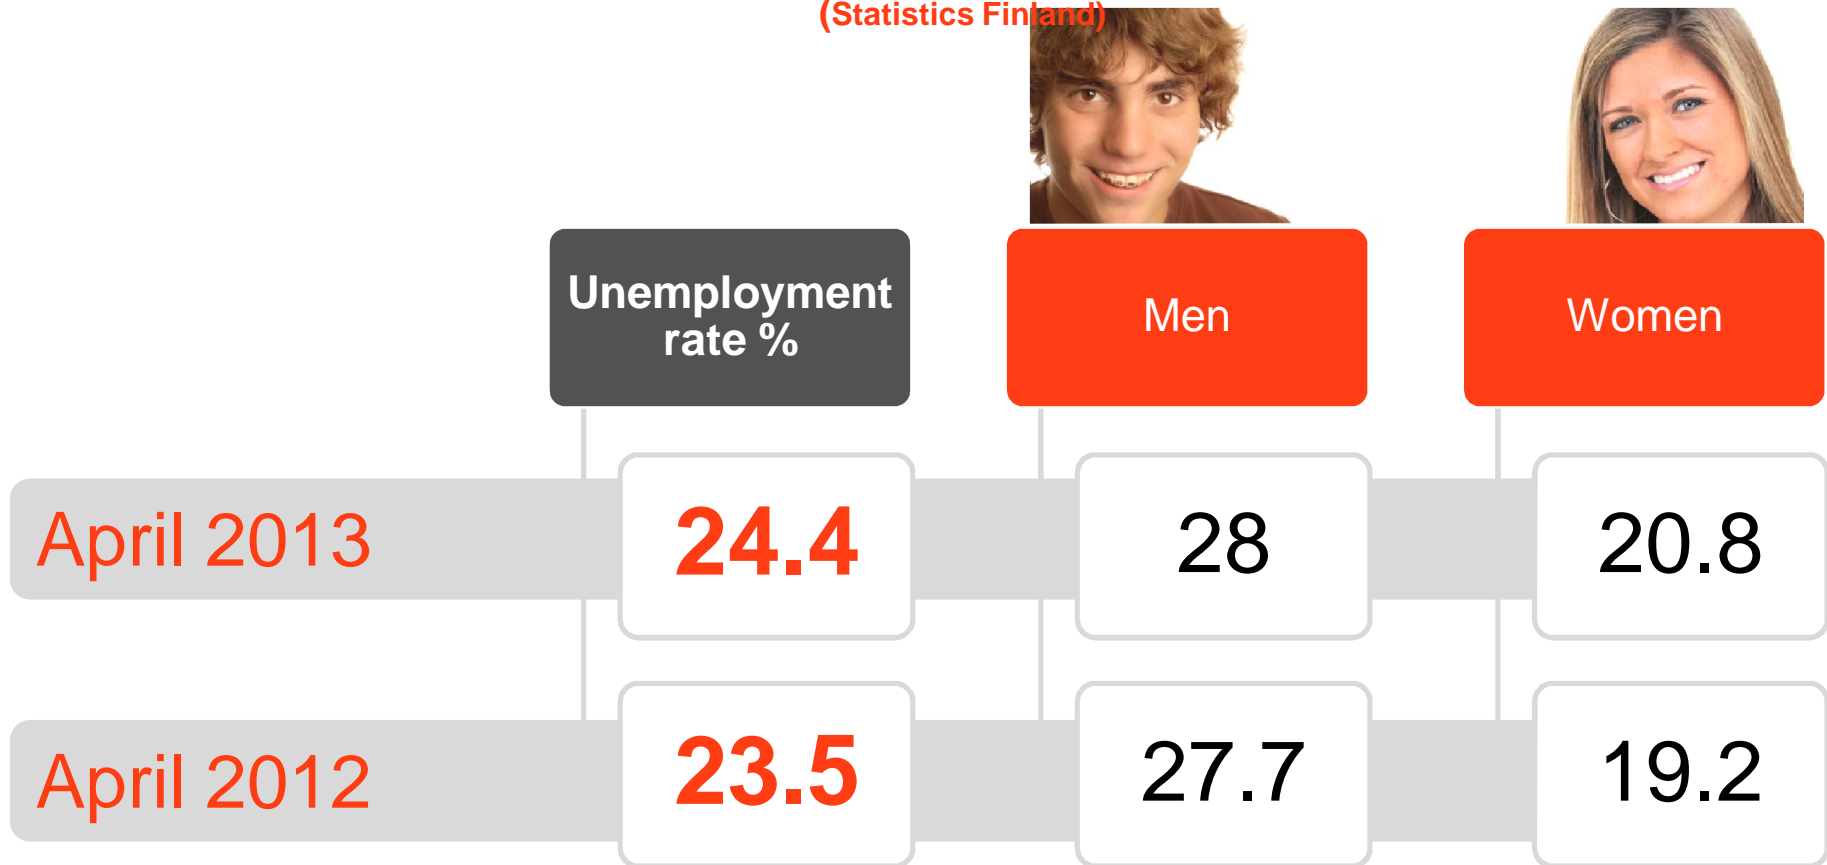 (Statistics Finland)
Unemployment
rate %
Men
Women
April 2013
24.4
28
20.8
April 2012
23.5
27.7
19.2